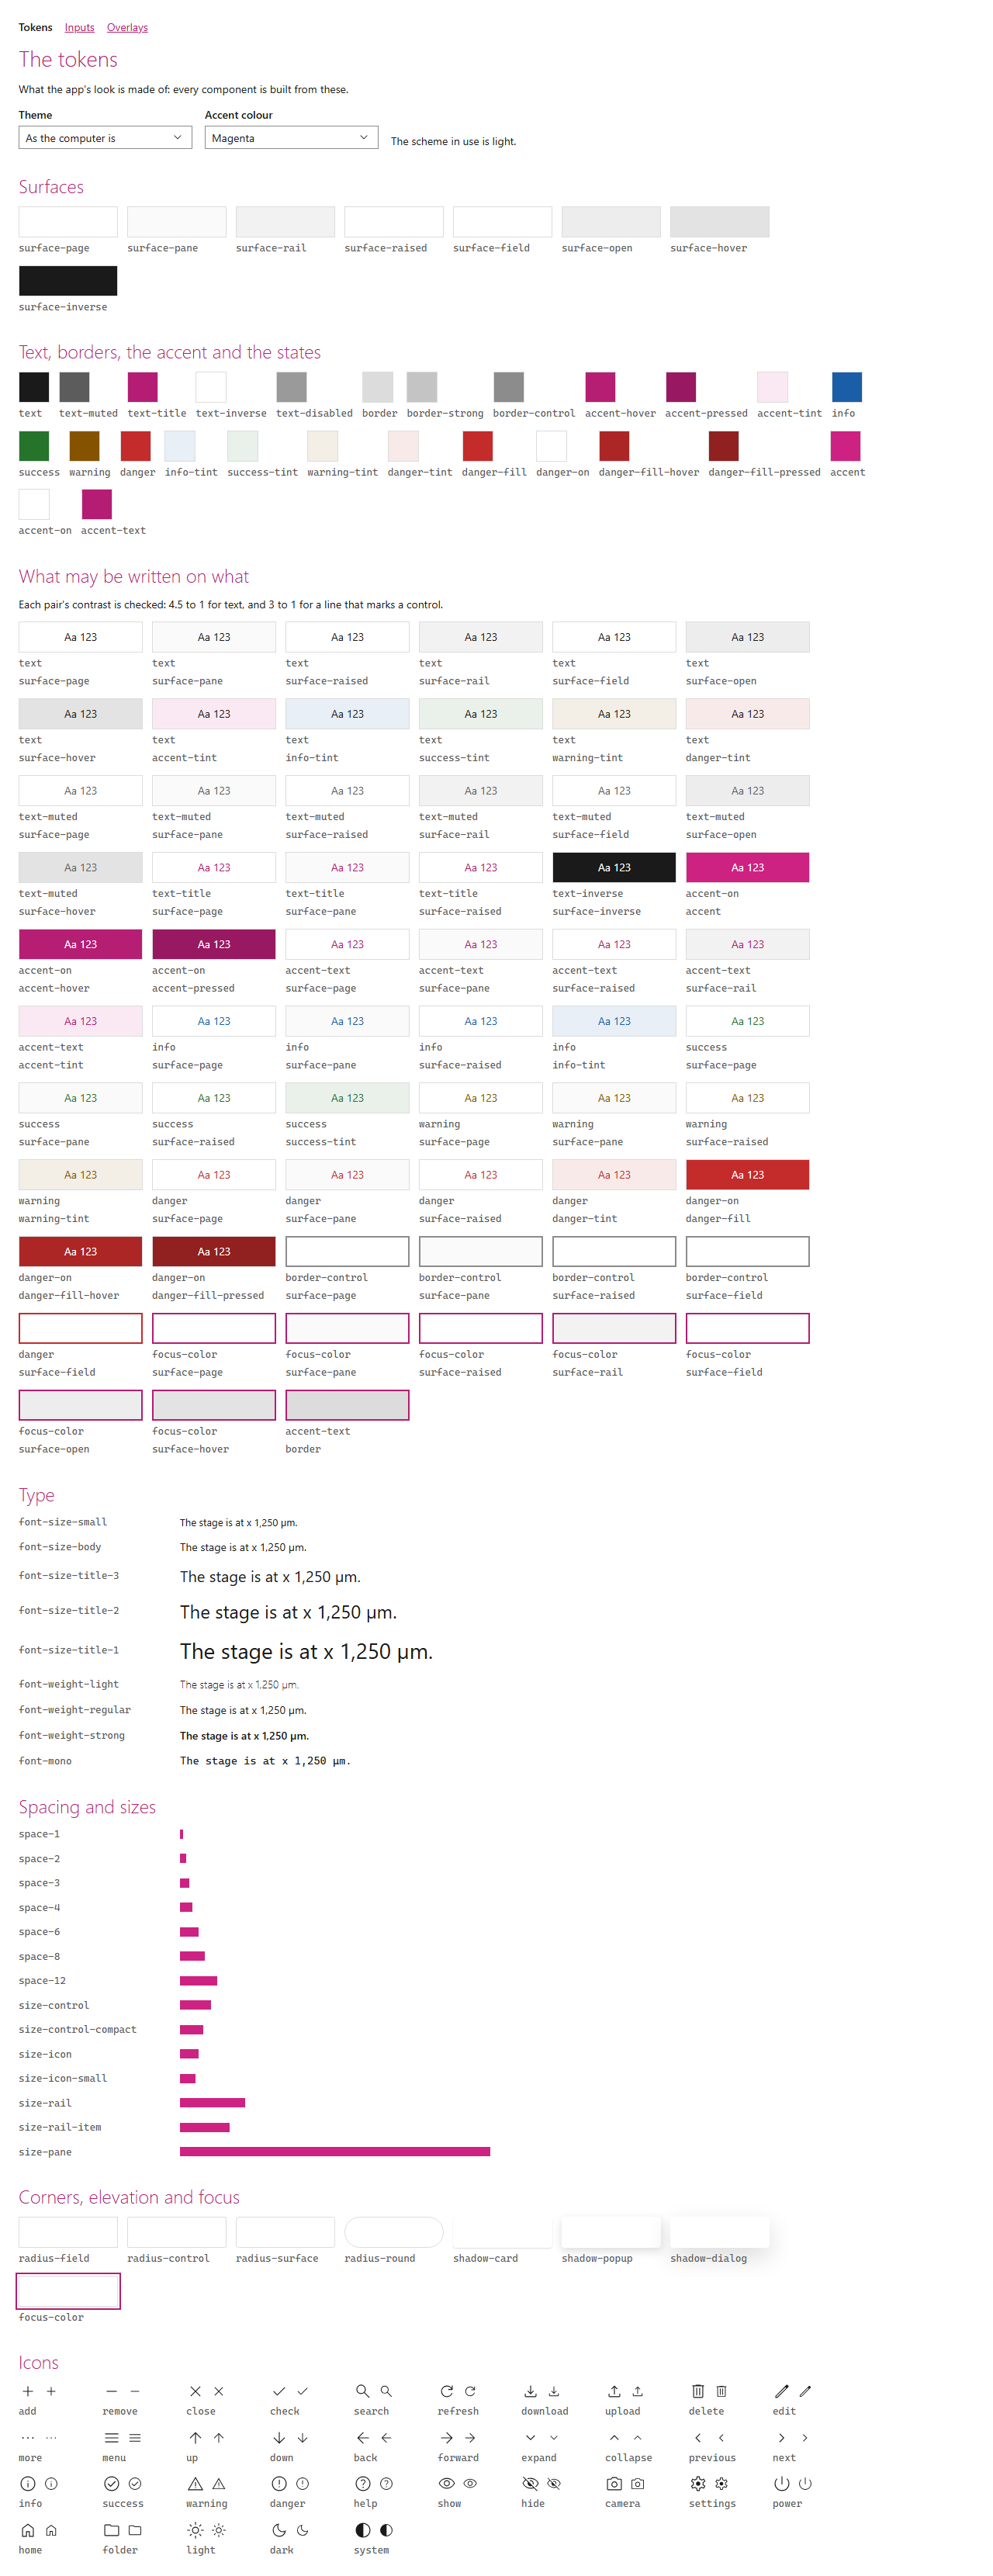 Tokens Inputs Overlays
The tokens
What the app's look is made of: every component is built from these.
Theme Accent colour
As the computer is Magenta The scheme in use is light.
Surfaces
surface-page surface-pane surface-rail surface-raised surface-field surface-open surface-hover
surface-inverse
Text, borders, the accent and the states
text text-muted text-title text-inverse text-disabled border border-strong border-control accent-hover accent-pressed accent-tint info
success warning danger info-tint success-tint warning-tint danger-tint danger-fill danger-on danger-fill-hover danger-fill-pressed accent
accent-on accent-text
What may be written on what
Each pair's contrast is checked: 4.5 to 1 for text, and 3 to 1 for a line that marks a control.
Aa 123 Aa 123 Aa 123 Aa 123 Aa 123 Aa 123
text text text text text text
surface-page surface-pane surface-raised surface-rail surface-field surface-open
Aa 123 Aa 123 Aa 123 Aa 123 Aa 123 Aa 123
text text text text text text
surface-hover accent-tint info-tint success-tint warning-tint danger-tint
Aa 123 Aa 123 Aa 123 Aa 123 Aa 123 Aa 123
text-muted text-muted text-muted text-muted text-muted text-muted
surface-page surface-pane surface-raised surface-rail surface-field surface-open
Aa 123 Aa 123 Aa 123 Aa 123 Aa 123 Aa 123
text-muted text-title text-title text-title text-inverse accent-on
surface-hover surface-page surface-pane surface-raised surface-inverse accent
Aa 123 Aa 123 Aa 123 Aa 123 Aa 123 Aa 123
accent-on accent-on accent-text accent-text accent-text accent-text
accent-hover accent-pressed surface-page surface-pane surface-raised surface-rail
Aa 123 Aa 123 Aa 123 Aa 123 Aa 123 Aa 123
accent-text info info info info success
accent-tint surface-page surface-pane surface-raised info-tint surface-page
Aa 123 Aa 123 Aa 123 Aa 123 Aa 123 Aa 123
success success success warning warning warning
surface-pane surface-raised success-tint surface-page surface-pane surface-raised
Aa 123 Aa 123 Aa 123 Aa 123 Aa 123 Aa 123
warning danger danger danger danger danger-on
warning-tint surface-page surface-pane surface-raised danger-tint danger-fill
Aa 123 Aa 123
danger-on danger-on border-control border-control border-control border-control
danger-fill-hover danger-fill-pressed surface-page surface-pane surface-raised surface-field
danger focus-color focus-color focus-color focus-color focus-color
surface-field surface-page surface-pane surface-raised surface-rail surface-field
focus-color focus-color accent-text
surface-open surface-hover border
Type
font-size-small The stage is at x 1,250 µm.
font-size-body The stage is at x 1,250 µm.
font-size-title-3 The stage is at x 1,250 µm.
font-size-title-2 The stage is at x 1,250 µm.
font-size-title-1 The stage is at x 1,250 µm.
font-weight-light The stage is at x 1,250 µm.
font-weight-regular The stage is at x 1,250 µm.
font-weight-strong The stage is at x 1,250 µm.
font-mono The stage is at x 1,250 µm.
Spacing and sizes
space-1
space-2
space-3
space-4
space-6
space-8
space-12
size-control
size-control-compact
size-icon
size-icon-small
size-rail
size-rail-item
size-pane
Corners, elevation and focus
radius-field radius-control radius-surface radius-round shadow-card shadow-popup shadow-dialog
focus-color
Icons
add remove close check search refresh download upload delete edit
more menu up down back forward expand collapse previous next
info success warning danger help show hide camera settings power
home folder light dark system